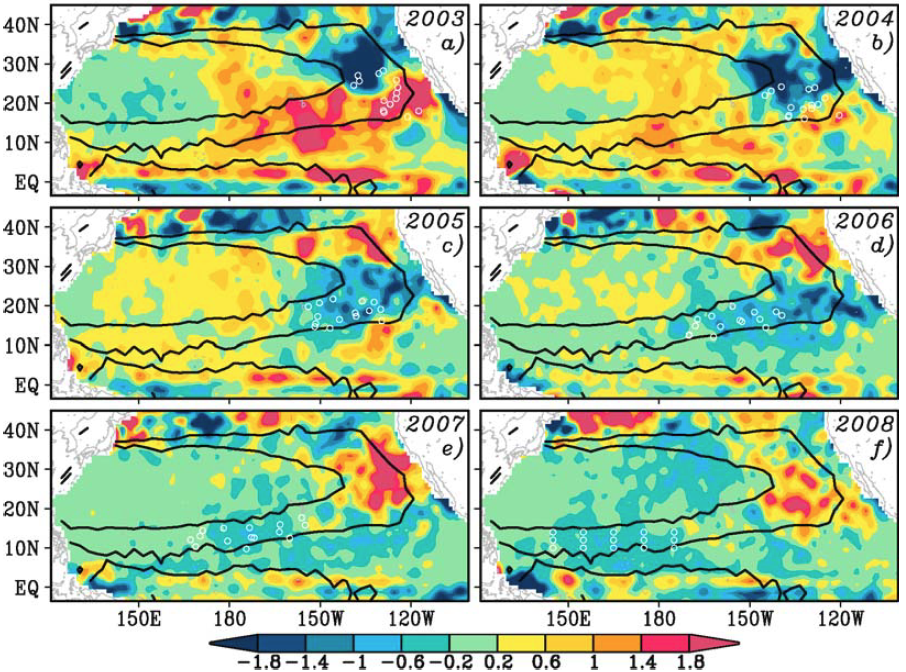 40N 2003 2004
a) b)
30N
20N
10N
EQ
40N 2005 2006
c) d)
30N
20N
10N
EQ
40N 2007 2008
e) f)
30N
20N
10N
EQ
150E 180 150W 120W 150E 180 150W 120W
-1.8 -1.4 -1 -0.6 -0.2 0.2 0.6 1 1.4 1.8